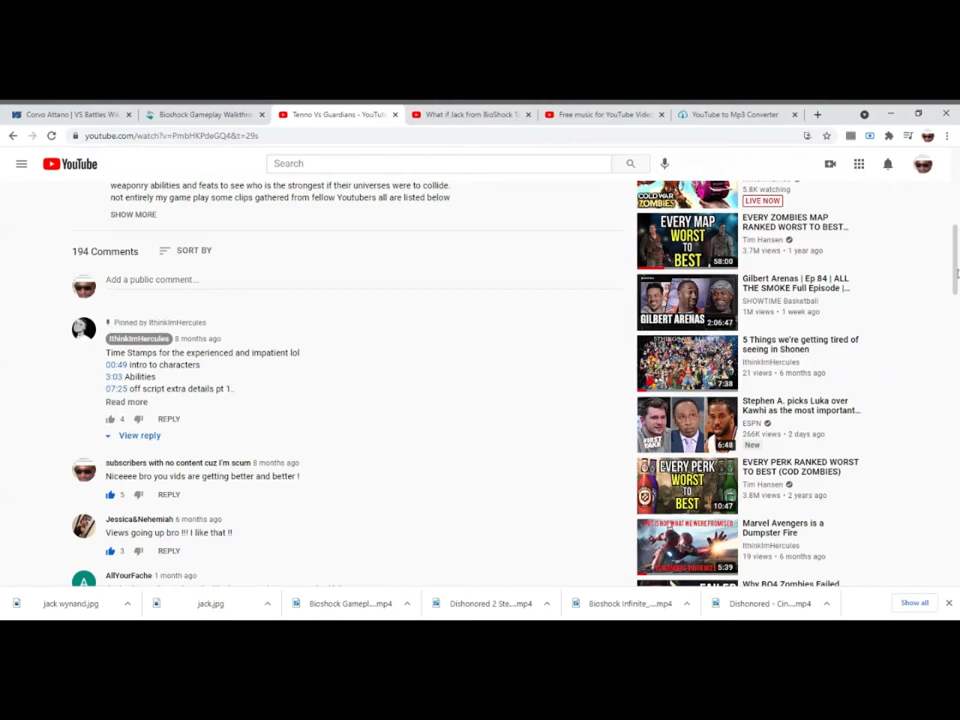 Corvo Attano | VS Battles Wik
Bioshock Gameplay Walkthro
Tenno Vs Guardians - YouTub
What if Jack from BioShock T
Free music for YouTube Video
YouTube to Mp3 Converter
youtube.com/watch?v=PmbHKPdeGQ4&t=29s
YouTube
Search
weaponry abilities and feats to see who is the strongest if their universes were to collide.
not entirely my game play some clips gathered from fellow Youtubers all are listed below
SHOW MORE
194 Comments
SORT BY
Add a public comment...
Pinned by IthinkImHercules
IthinkImHercules 8 months ago
Time Stamps for the experienced and impatient lol
00:49 intro to characters
3:03 Abilities
07:25 off script extra details pt 1..
Read more
4
REPLY
View reply
subscribers with no content cuz I'm scum 8 months ago
Niceeee bro you vids are getting better and better !
5
REPLY
Jessica&Nehemiah 6 months ago
Views going up bro !!! I like that !!
3
REPLY
A
AllYourFache 1 month ago
COLD WAR
ZOMBIES
5.8K watching
LIVE NOW
EVERY MAP
WORST
TO
BEST
58:00
EVERY ZOMBIES MAP
RANKED WORST TO BEST...
Tim Hansen
3.7M views • 1 year ago
GILBERT ARENAS
2:06:47
Gilbert Arenas | Ep 84 | ALL
THE SMOKE Full Episode |...
SHOWTIME Basketball
1M views • 1 week ago
7:38
5 Things we're getting tired of
seeing in Shonen
IthinkImHercules
21 views • 6 months ago
FIRST
TAKE
6:48
Stephen A. picks Luka over
Kawhi as the most important...
ESPN
266K views • 2 days ago
New
EVERY PERK
WORST
TO
BEST
10:47
EVERY PERK RANKED WORST
TO BEST (COD ZOMBIES)
Tim Hansen
3.8M views • 2 years ago
5:39
Marvel Avengers is a
Dumpster Fire
IthinkImHercules
19 views • 6 months ago
Why BO4 Zombies Failed
jack wynand.jpg
jack.jpg
Bioshock Gamepl....mp4
Dishonored 2 Ste....mp4
Bioshock Infinite_....mp4
Dishonored - Cin....mp4
Show all